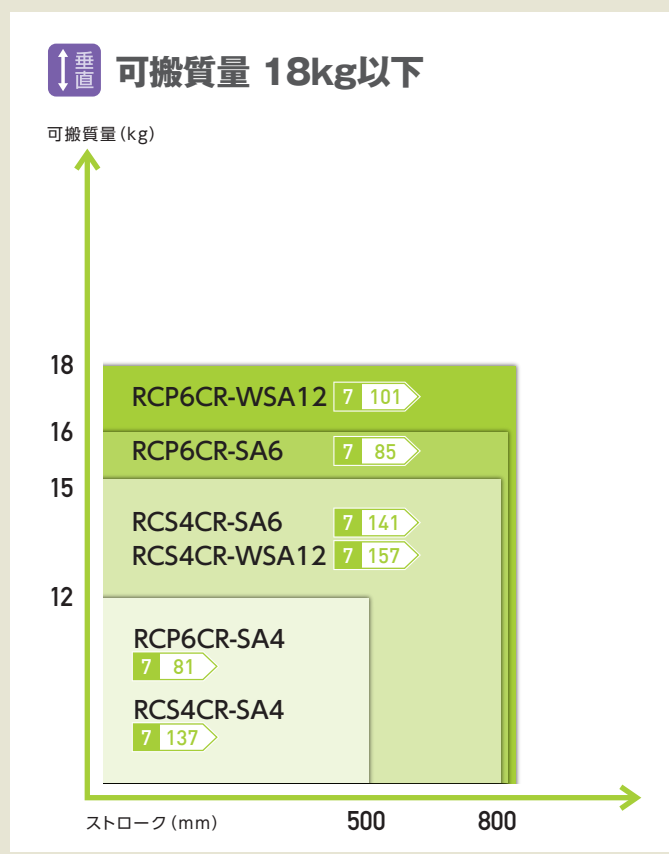 垂直
可搬質量 18kg以下
可搬質量(kg)
18
RCP6CR-WSA12 7 101
16
RCP6CR-SA6 7 85
15
RCS4CR-SA6 7 141
RCS4CR-WSA12 7 157
12
RCP6CR-SA4
7 81
RCS4CR-SA4
7 137
ストローク(mm) 500 800